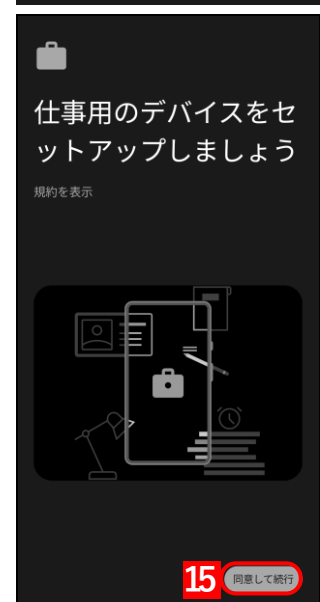 仕事用のデバイスをセ
ットアップしましょう
規約を表示
15 同意して続行